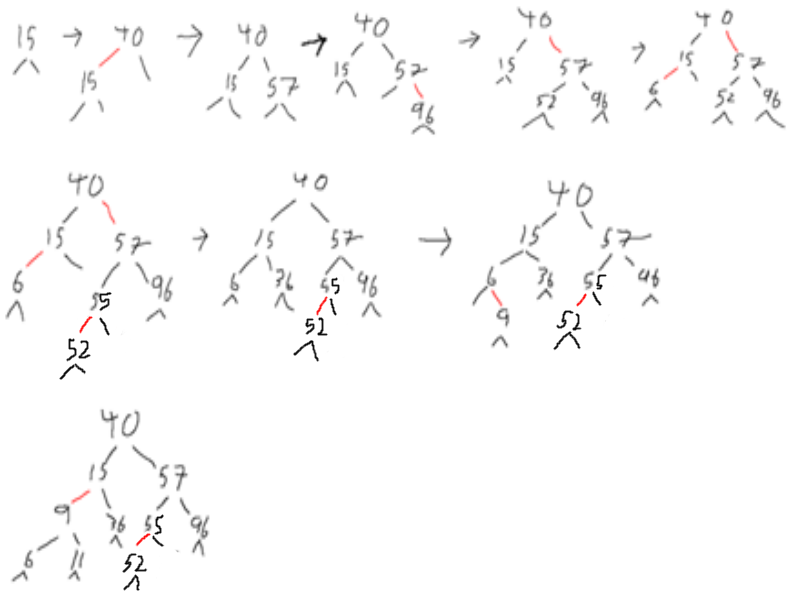 15 → 40 → 40 → 40 → 40 → 40
15 15 57 15 57 15 57 15 57
96 52 96 6 52 96
40 → 40 → 40
15 57 15 57 15 57
6 55 96 6 36 55 96 6 36 55 96
52 52 9 52
40
15 57
9 36 55 96
6 11 52